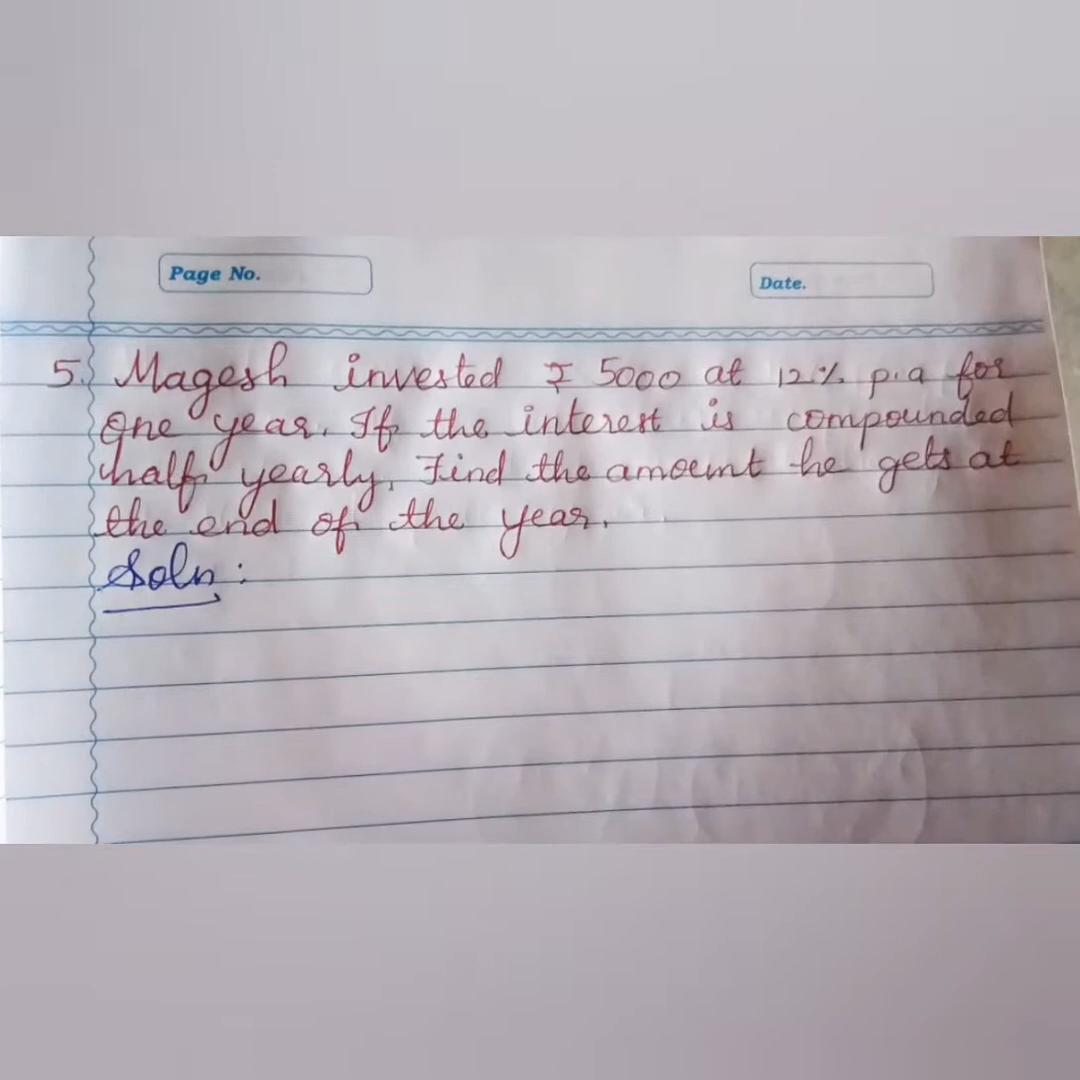 Page No.
Date.
5. Magesh invested ₹ 5000 at 12% p.a for
one year. If the interest is compounded
half yearly, Find the amount he gets at
the end of the year.
Soln :